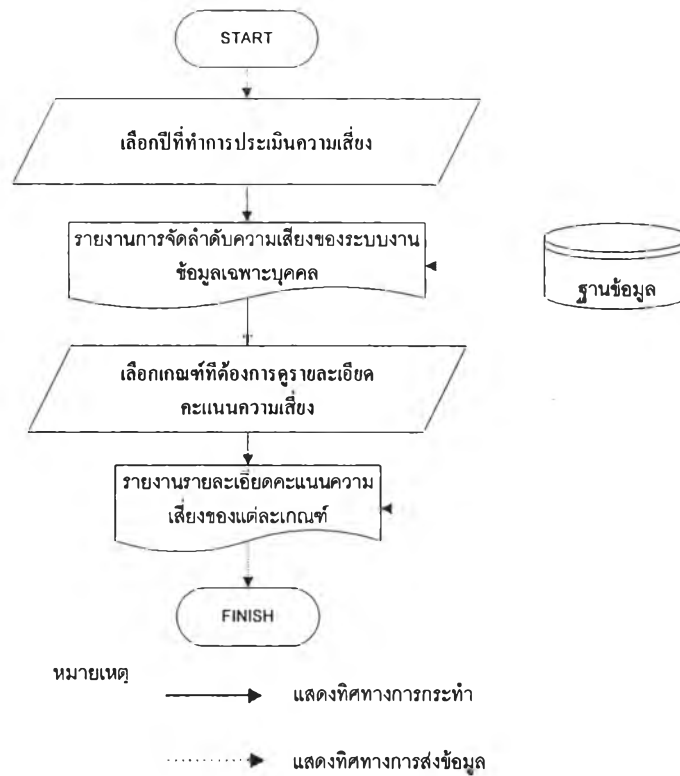 START
เลือกปีที่ทำการประเมินความเสี่ยง
รายงานการจัดลำดับความเสี่ยงของระบบงาน
ข้อมูลเฉพาะบุคคล
ฐานข้อมูล
เลือกเกณฑ์ที่ต้องการดูรายละเอียด
คะแนนความเสี่ยง
รายงานรายละเอียดคะแนนความ
เสี่ยงของแต่ละเกณฑ์
FINISH
หมายเหตุ
แสดงทิศทางการกระทำ
แสดงทิศทางการส่งข้อมูล